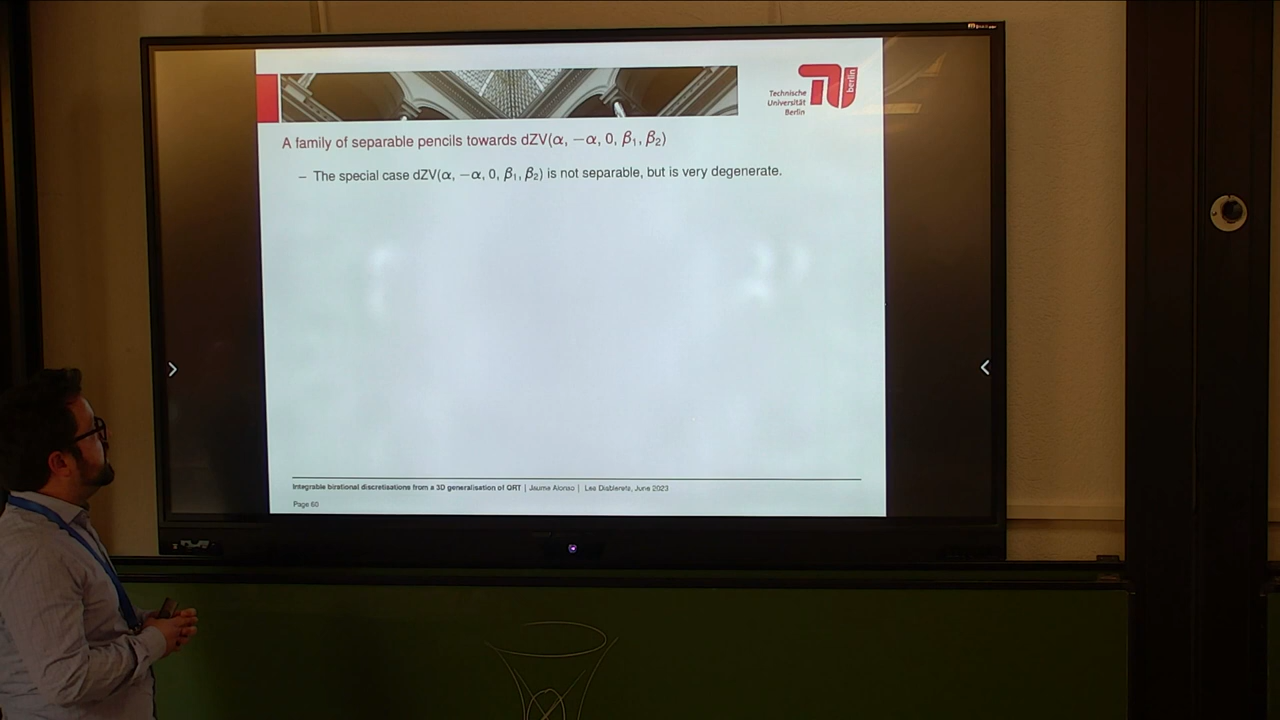 Technische
Universität
Berlin
berlin
A family of separable pencils towards dZV(α, −α, 0, β₁, β₂)
– The special case dZV(α, −α, 0, β₁, β₂) is not separable, but is very degenerate.
Integrable birational discretisations from a 3D generalisation of QRT | Jaume Alonso | Les Diablerets, June 2023
Page 60